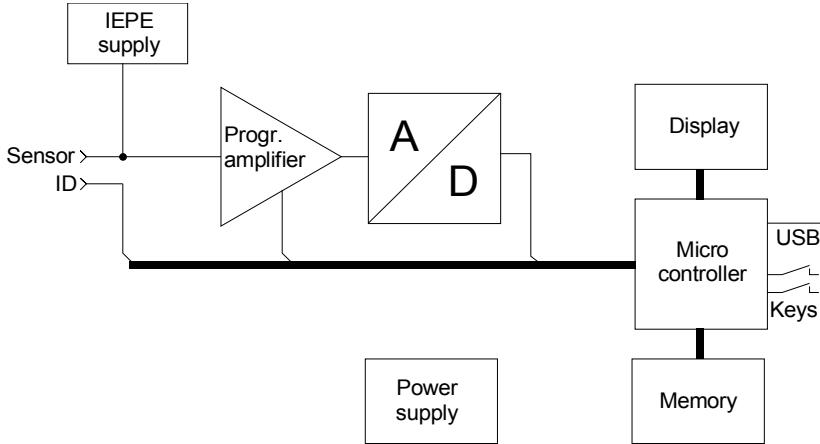 IEPE
supply
Sensor
ID
Progr.
amplifier
A
D
Display
Micro
controller
USB
Keys
Power
supply
Memory